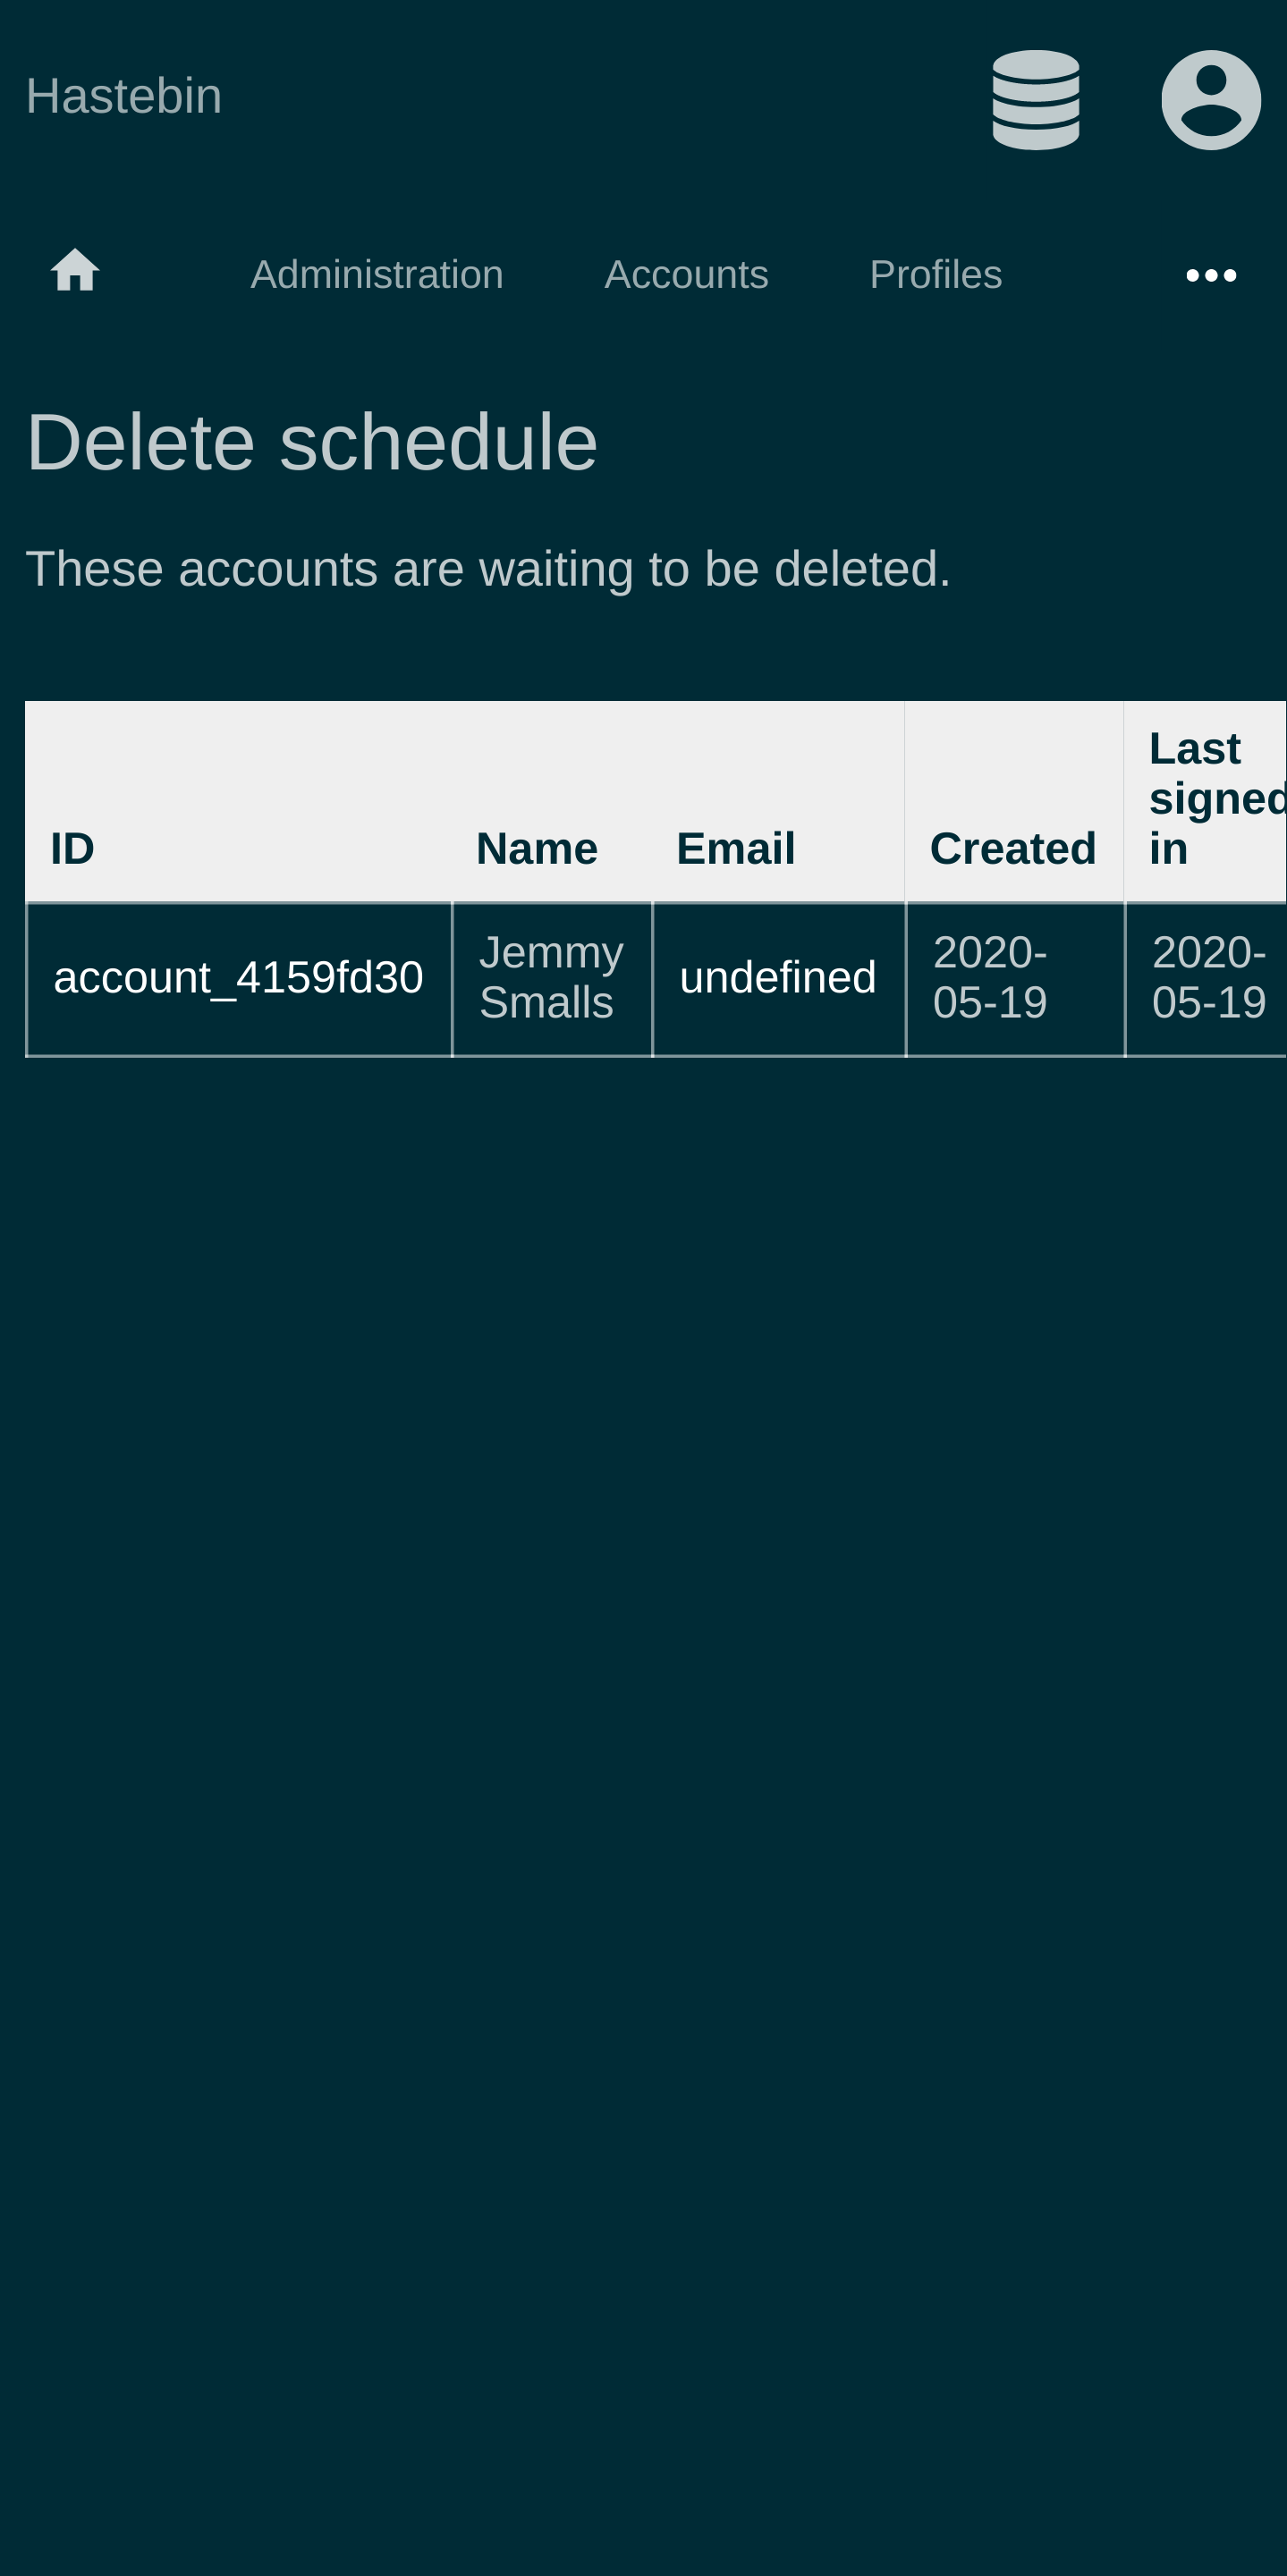 Hastebin
Administration Accounts Profiles
Delete schedule
These accounts are waiting to be deleted.
ID Name Email Created Last signed in
account_4159fd30 Jemmy Smalls undefined 2020-05-19 2020-05-19